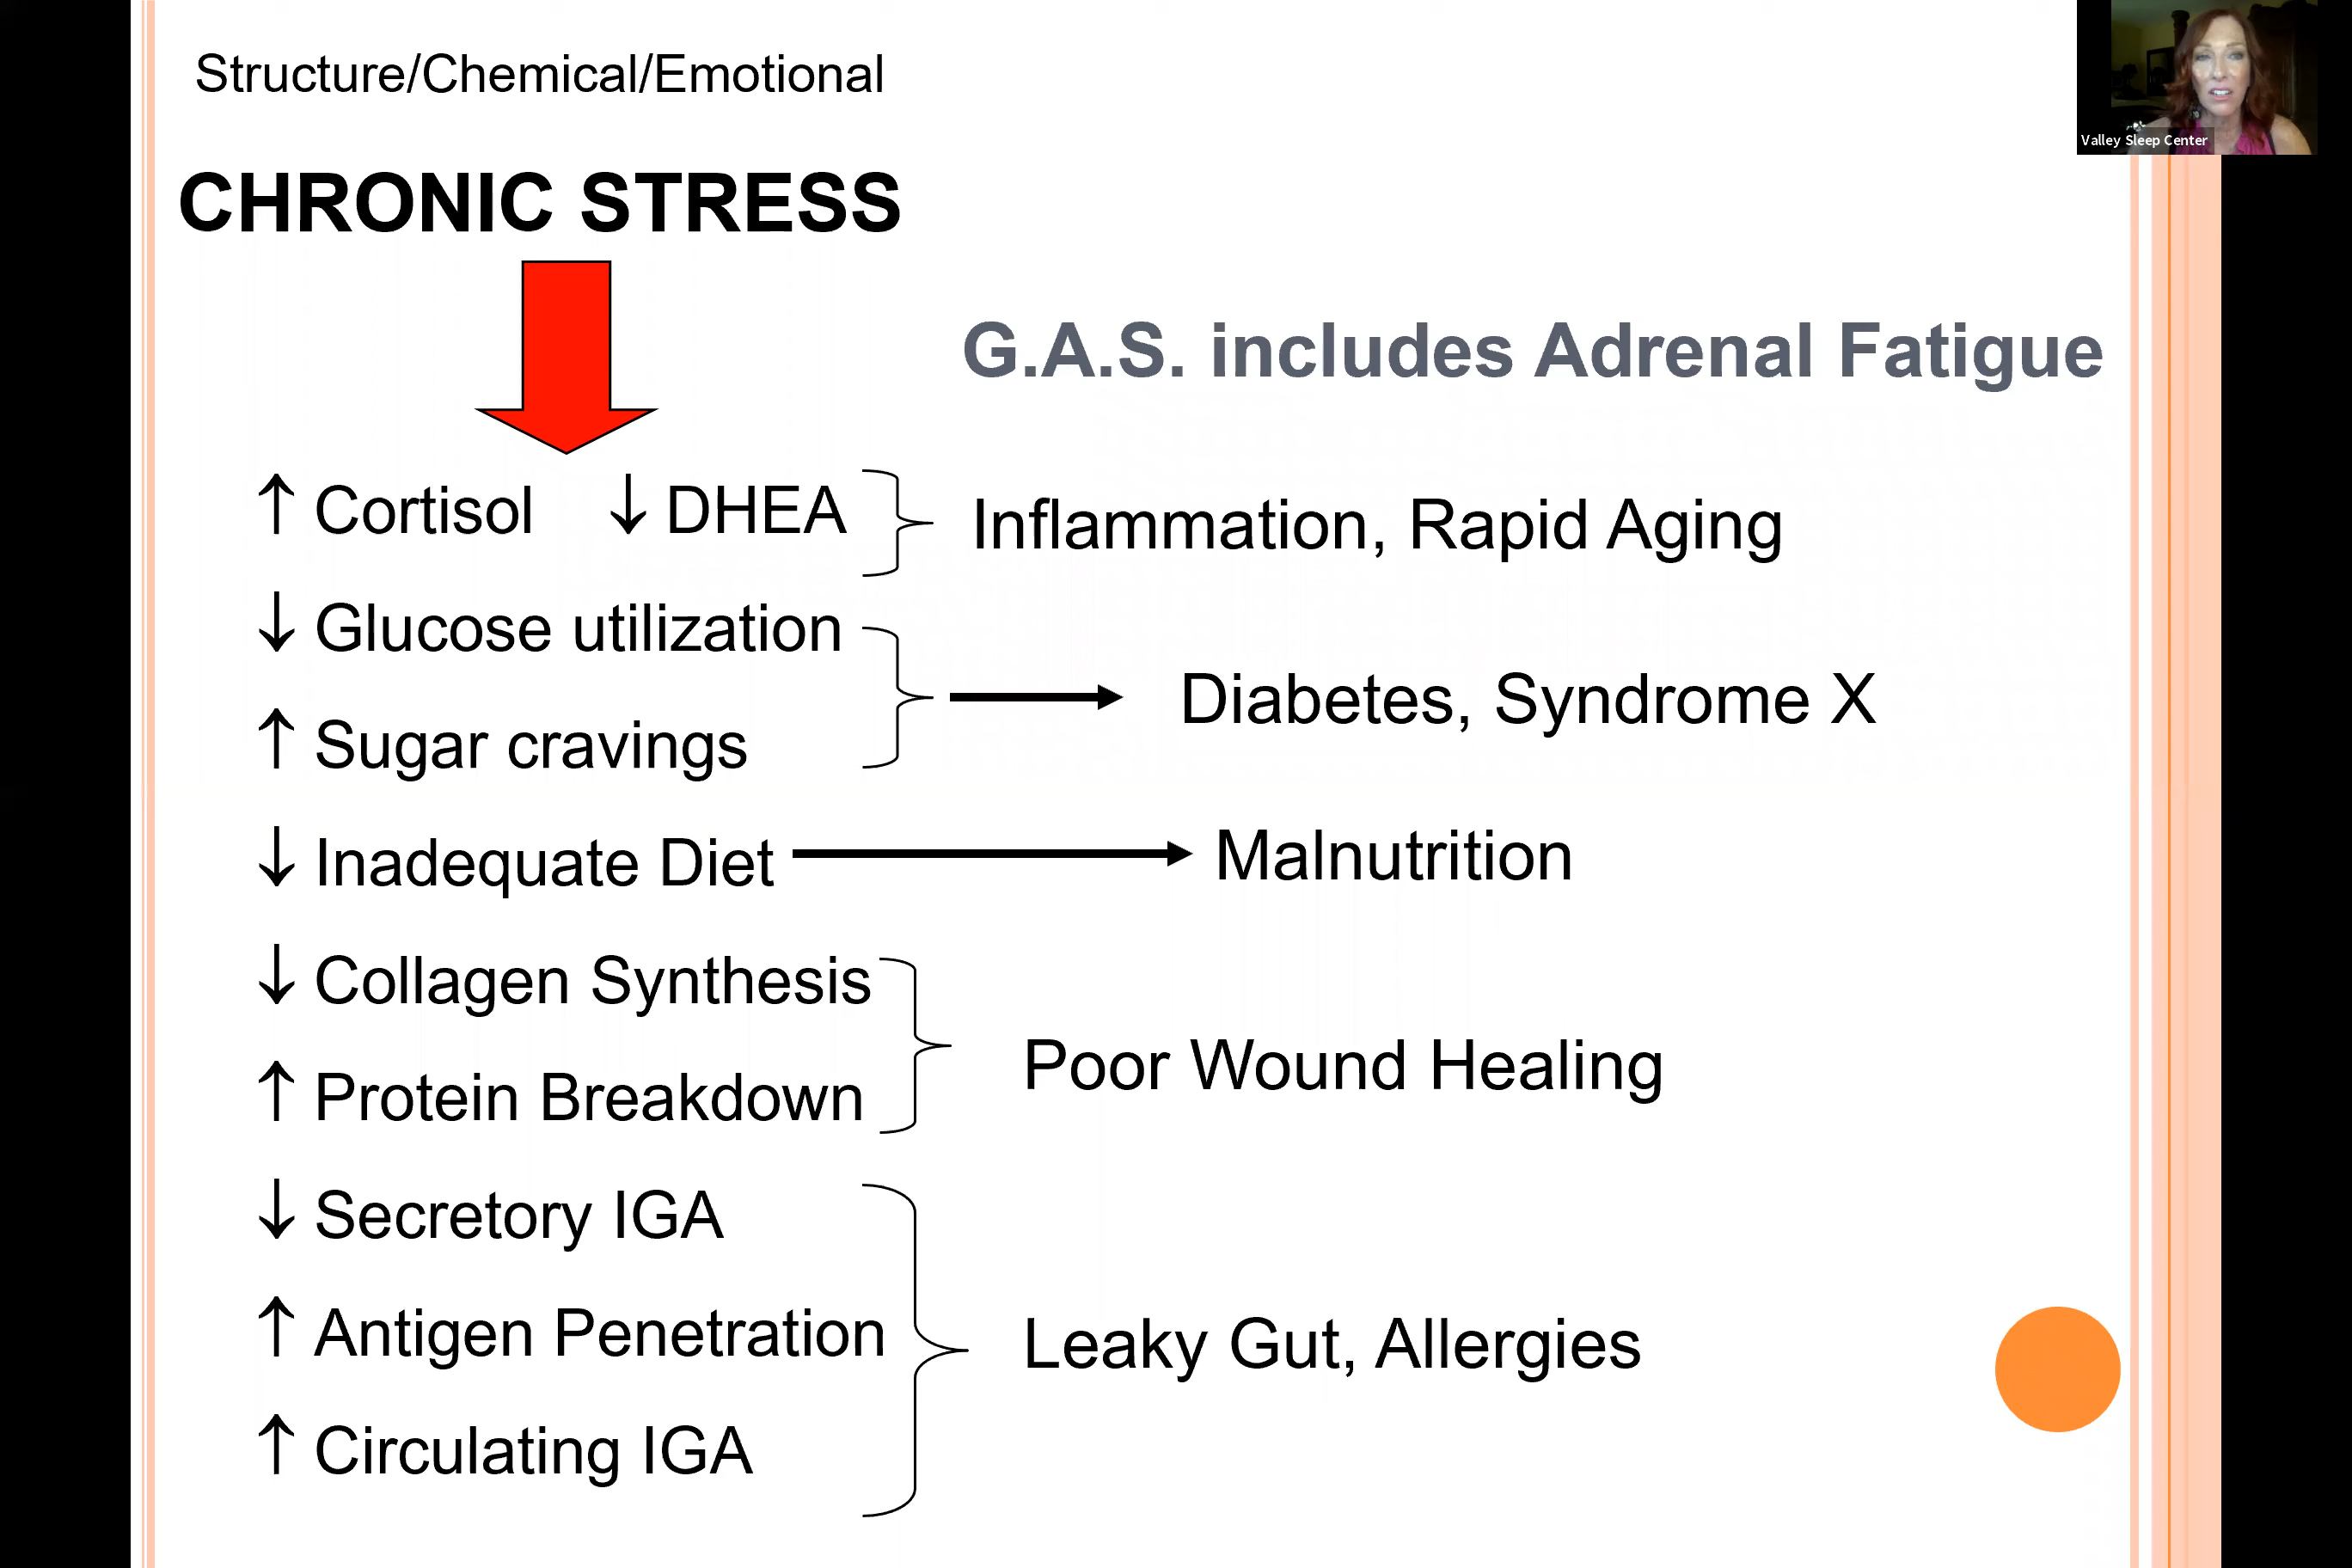 Structure/Chemical/Emotional
Valley Sleep Center
CHRONIC STRESS
G.A.S. includes Adrenal Fatigue
↑ Cortisol ↓ DHEA
Inflammation, Rapid Aging
↓ Glucose utilization
↑ Sugar cravings
Diabetes, Syndrome X
↓ Inadequate Diet
Malnutrition
↓ Collagen Synthesis
↑ Protein Breakdown
Poor Wound Healing
↓ Secretory IGA
↑ Antigen Penetration
↑ Circulating IGA
Leaky Gut, Allergies